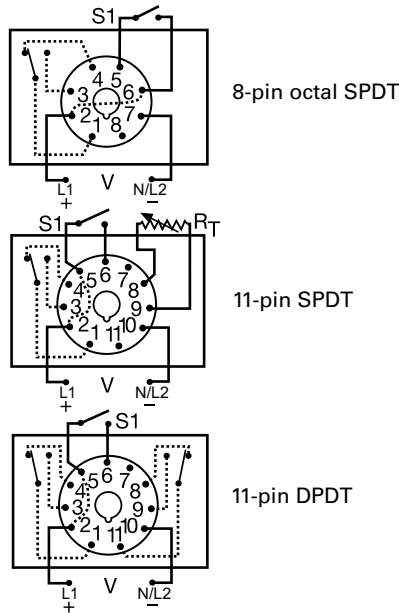 S1
4 5
3 6
2 7
1 8
8-pin octal SPDT
L1 V N/L2
+ −
S1 RT
5 6 7
4 8
3 9
2 10
1 11
11-pin SPDT
L1 V N/L2
+ −
S1
5 6 7
4 8
3 9
2 10
1 11
11-pin DPDT
L1 V N/L2
+ −